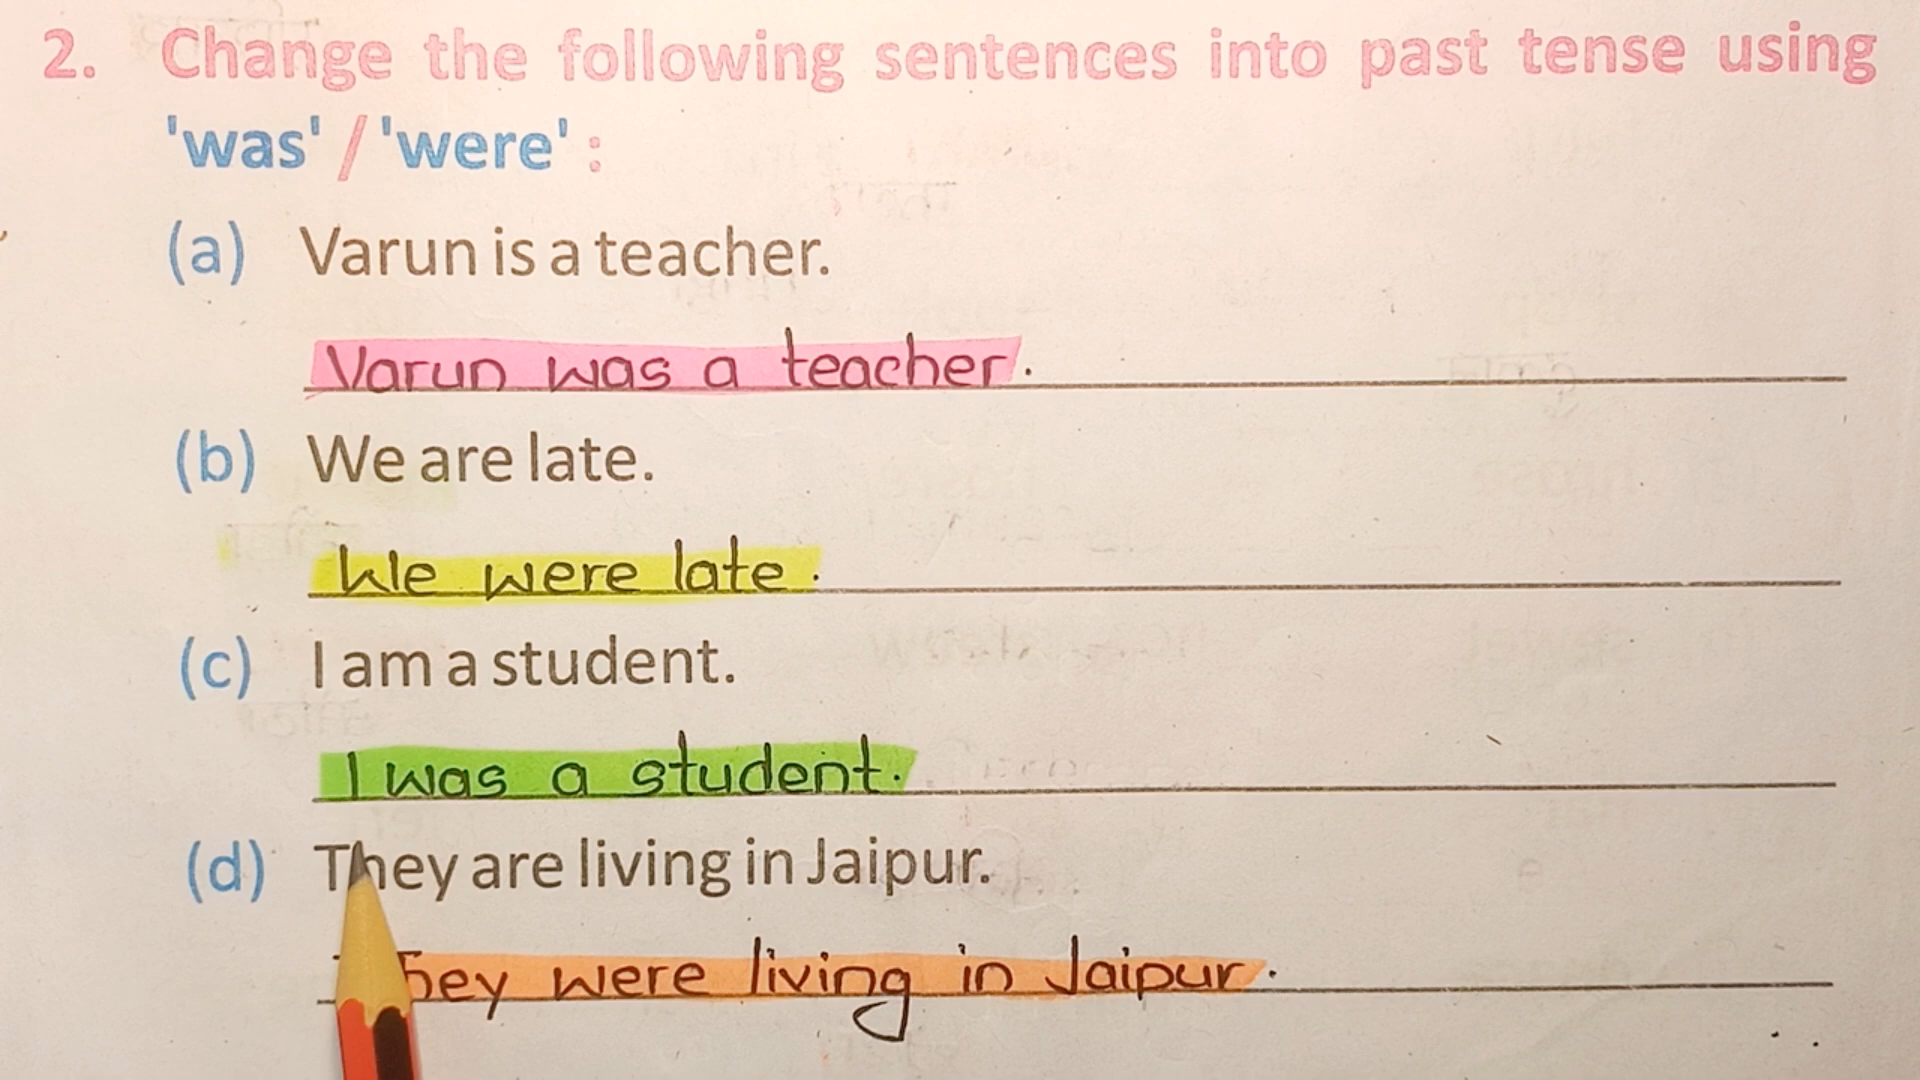 2. Change the following sentences into past tense using
'was' / 'were' :
(a) Varun is a teacher.
Varun was a teacher.
(b) We are late.
We were late.
(c) I am a student.
I was a student.
(d) They are living in Jaipur.
They were living in Jaipur.